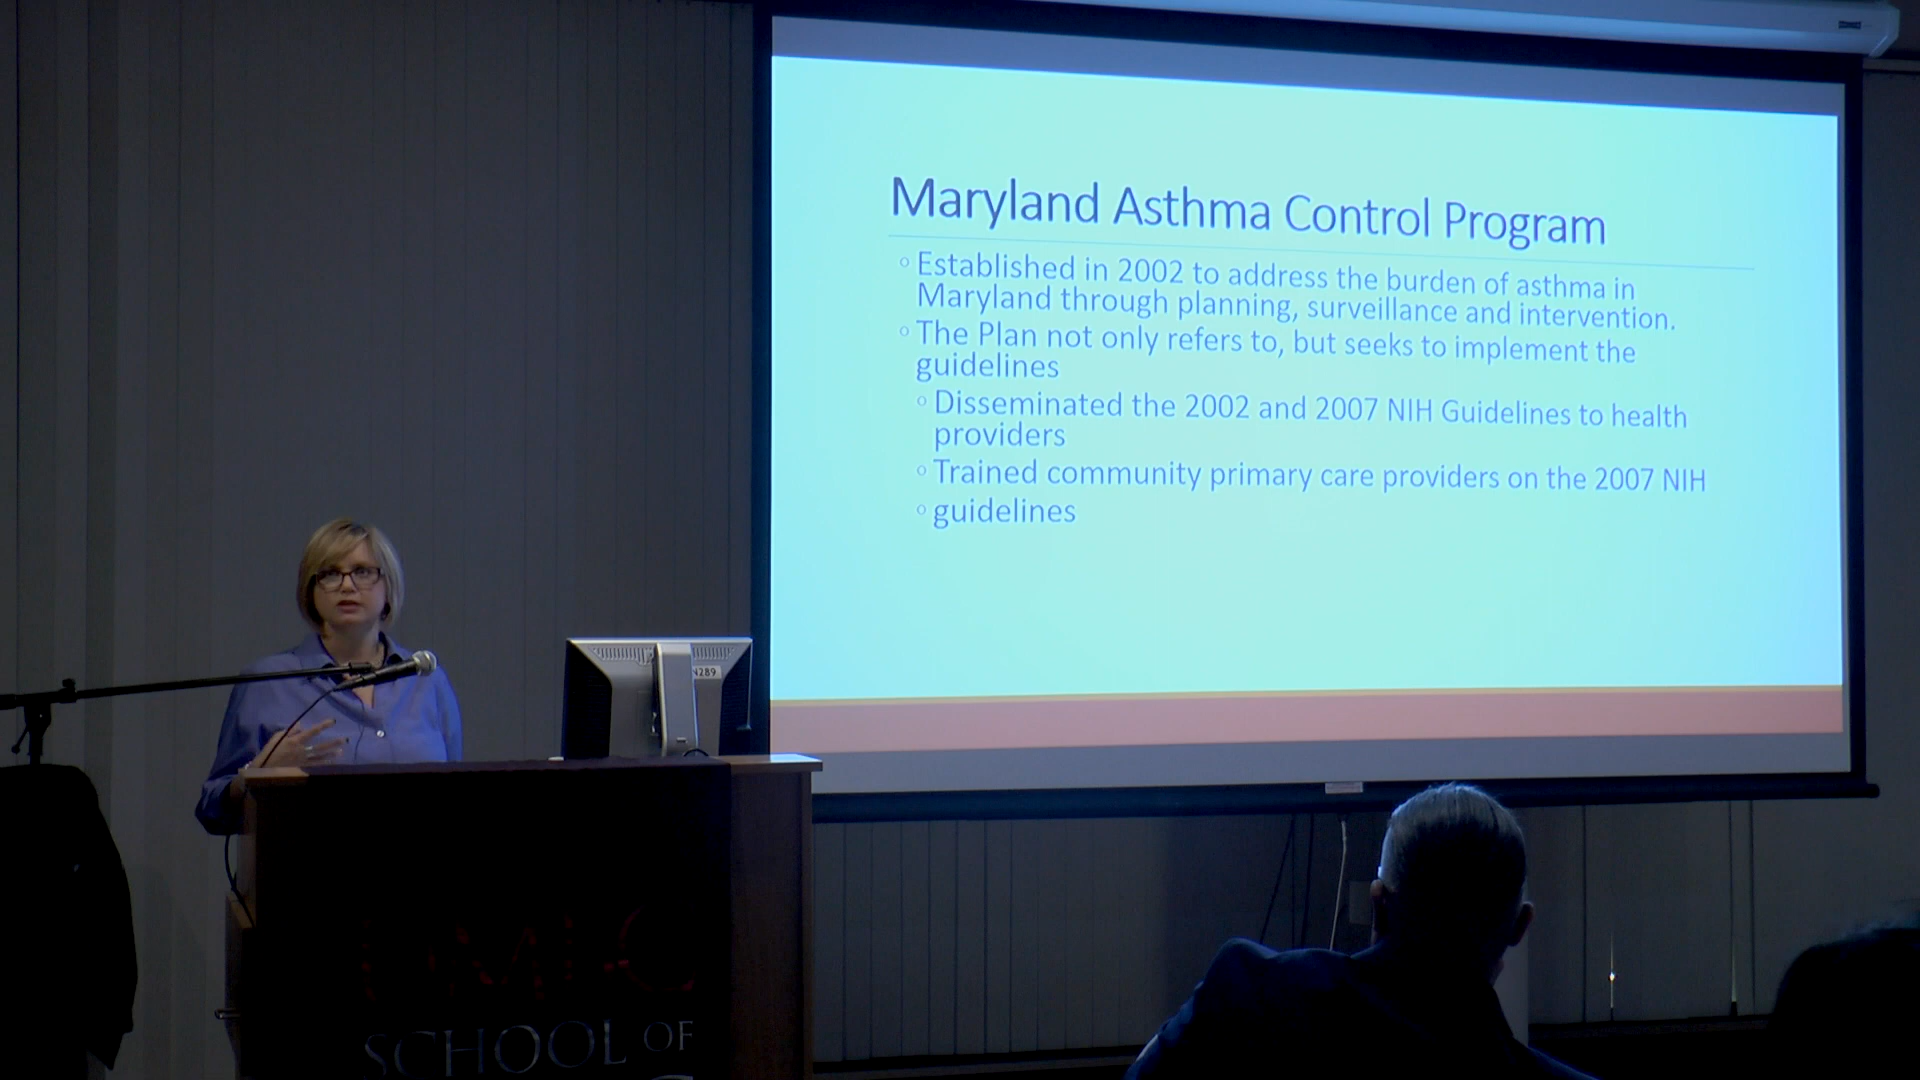 Maryland Asthma Control Program
◦ Established in 2002 to address the burden of asthma in
Maryland through planning, surveillance and intervention.
◦ The Plan not only refers to, but seeks to implement the
guidelines
◦ Disseminated the 2002 and 2007 NIH Guidelines to health
providers
◦ Trained community primary care providers on the 2007 NIH
◦ guidelines
SCHOOL OF